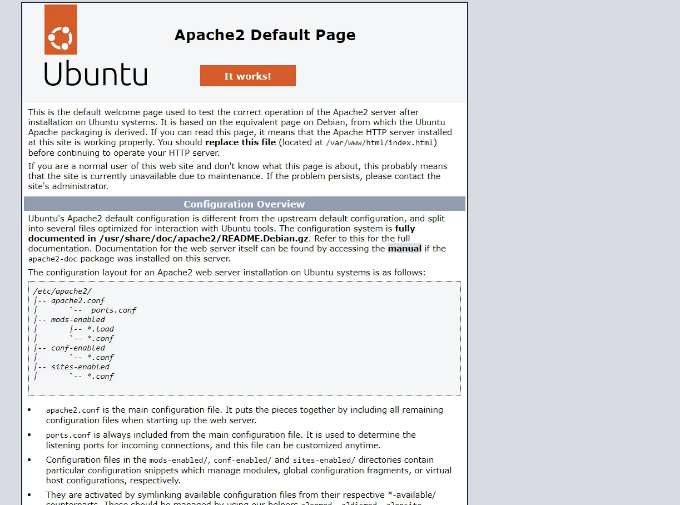 Apache2 Default Page
Ubuntu
It works!
This is the default welcome page used to test the correct operation of the Apache2 server after
installation on Ubuntu systems. It is based on the equivalent page on Debian, from which the Ubuntu
Apache packaging is derived. If you can read this page, it means that the Apache HTTP server installed
at this site is working properly. You should replace this file (located at /var/www/html/index.html)
before continuing to operate your HTTP server.
If you are a normal user of this web site and don't know what this page is about, this probably means
that the site is currently unavailable due to maintenance. If the problem persists, please contact the
site's administrator.
Configuration Overview
Ubuntu's Apache2 default configuration is different from the upstream default configuration, and split
into several files optimized for interaction with Ubuntu tools. The configuration system is fully
documented in /usr/share/doc/apache2/README.Debian.gz. Refer to this for the full
documentation. Documentation for the web server itself can be found by accessing the manual if the
apache2-doc package was installed on this server.
The configuration layout for an Apache2 web server installation on Ubuntu systems is as follows:
/etc/apache2/
|-- apache2.conf
|       `--  ports.conf
|-- mods-enabled
|       |-- *.load
|       `-- *.conf
|-- conf-enabled
|       `-- *.conf
|-- sites-enabled
|       `-- *.conf
• apache2.conf is the main configuration file. It puts the pieces together by including all remaining
configuration files when starting up the web server.
• ports.conf is always included from the main configuration file. It is used to determine the
listening ports for incoming connections, and this file can be customized anytime.
• Configuration files in the mods-enabled/, conf-enabled/ and sites-enabled/ directories contain
particular configuration snippets which manage modules, global configuration fragments, or virtual
host configurations, respectively.
• They are activated by symlinking available configuration files from their respective *-available/